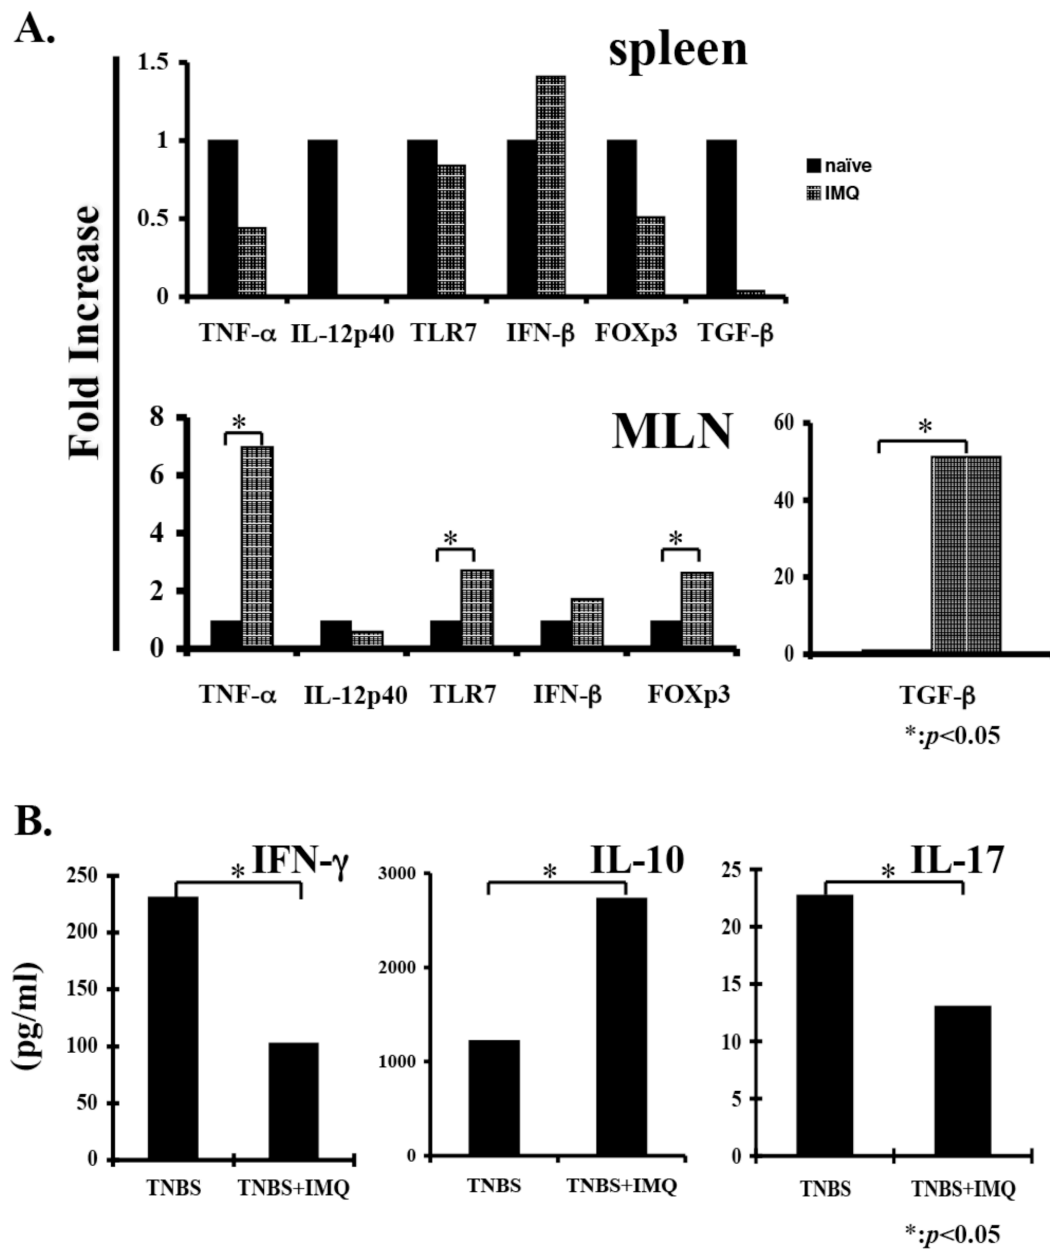 A.
spleen
1.5
1
0.5
0
naïve
IMQ
TNF-α IL-12p40 TLR7 IFN-β FOXp3 TGF-β
Fold Increase
MLN
8
6
4
2
0
* * *
TNF-α IL-12p40 TLR7 IFN-β FOXp3
60
40
20
0
*
TGF-β
*:p<0.05
B.
(pg/ml)
IFN-γ
*
250
200
150
100
50
0
TNBS TNBS+IMQ
IL-10
*
3000
2000
1000
0
TNBS TNBS+IMQ
IL-17
*
25
20
15
10
5
0
TNBS TNBS+IMQ
*:p<0.05